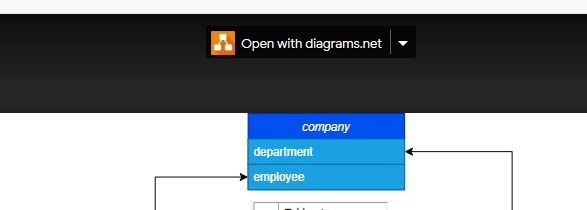 Open with diagrams.net
company
department
employee